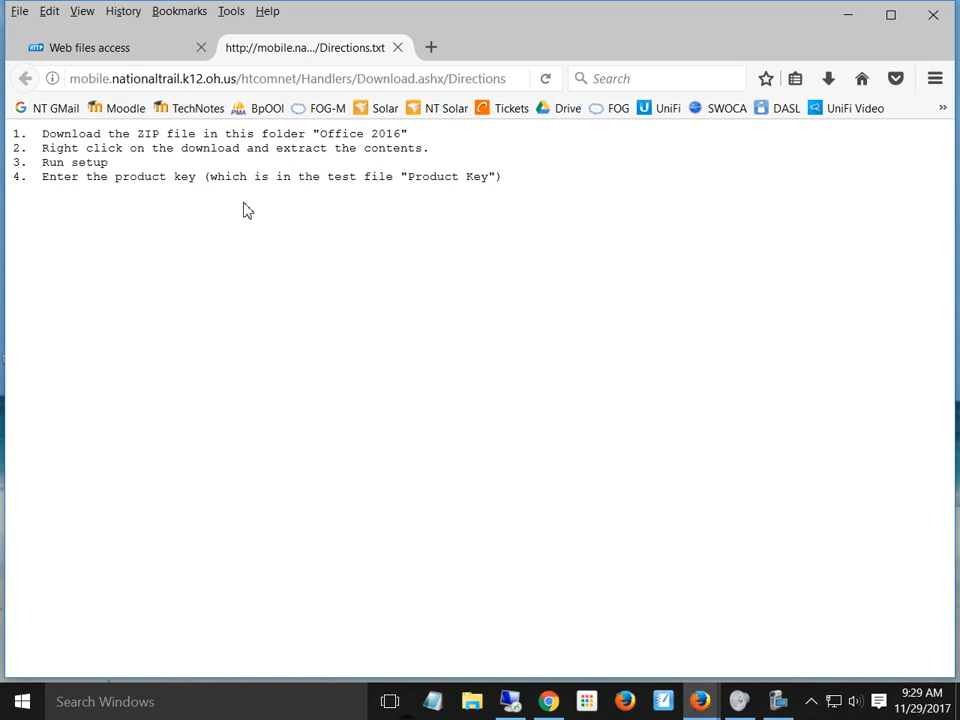 File Edit View History Bookmarks Tools Help
Web files access
http://mobile.na.../Directions.txt
mobile.nationaltrail.k12.oh.us/htcomnet/Handlers/Download.ashx/Directions
Search
NT GMail Moodle TechNotes BpOOl FOG-M Solar NT Solar Tickets Drive FOG UniFi SWOCA DASL UniFi Video
1. Download the ZIP file in this folder "Office 2016"
2. Right click on the download and extract the contents.
3. Run setup
4. Enter the product key (which is in the test file "Product Key")
Search Windows
9:29 AM
11/29/2017